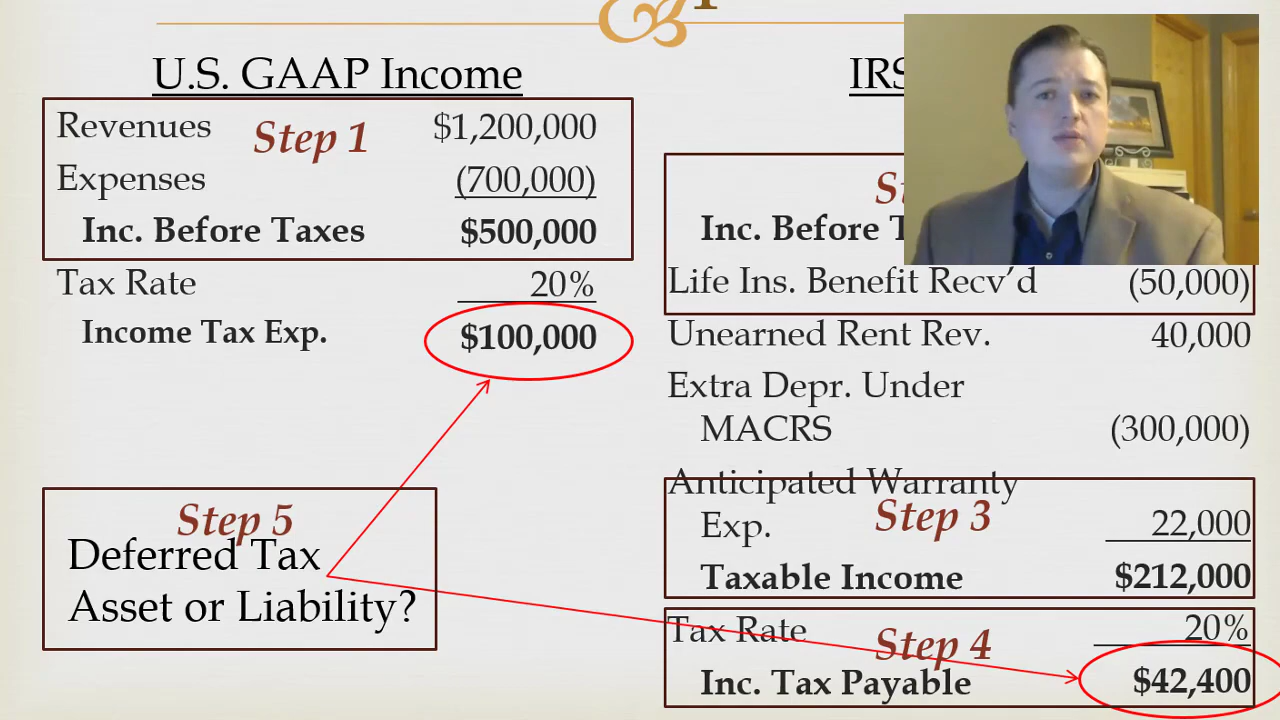 U.S. GAAP Income
Revenues $1,200,000
Step 1
Expenses (700,000)
Inc. Before Taxes $500,000
Tax Rate 20%
Income Tax Exp. $100,000
Step 5
Deferred Tax
Asset or Liability?
IRS
Inc. Before
Life Ins. Benefit Recv’d (50,000)
Unearned Rent Rev. 40,000
Extra Depr. Under
MACRS (300,000)
Anticipated Warranty
Exp. 22,000
Step 3
Taxable Income $212,000
Tax Rate 20%
Step 4
Inc. Tax Payable $42,400